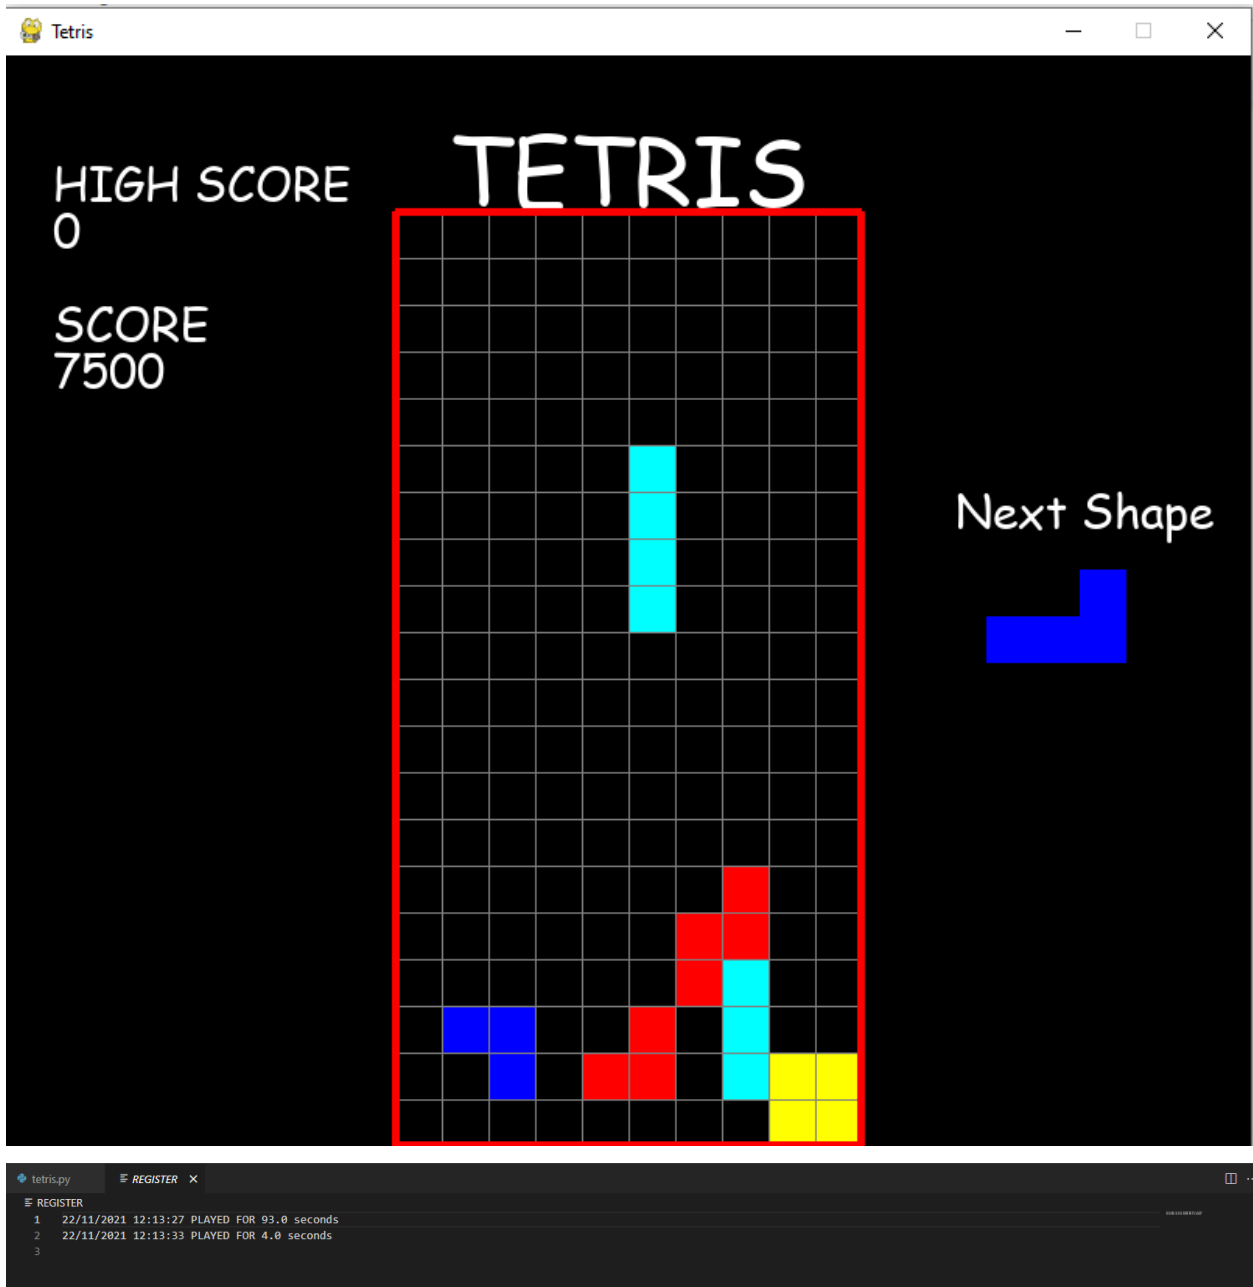 Tetris
TETRIS
HIGH SCORE
0
SCORE
7500
Next Shape
tetris.py
REGISTER
REGISTER
1 22/11/2021 12:13:27 PLAYED FOR 93.0 seconds
2 22/11/2021 12:13:33 PLAYED FOR 4.0 seconds
3